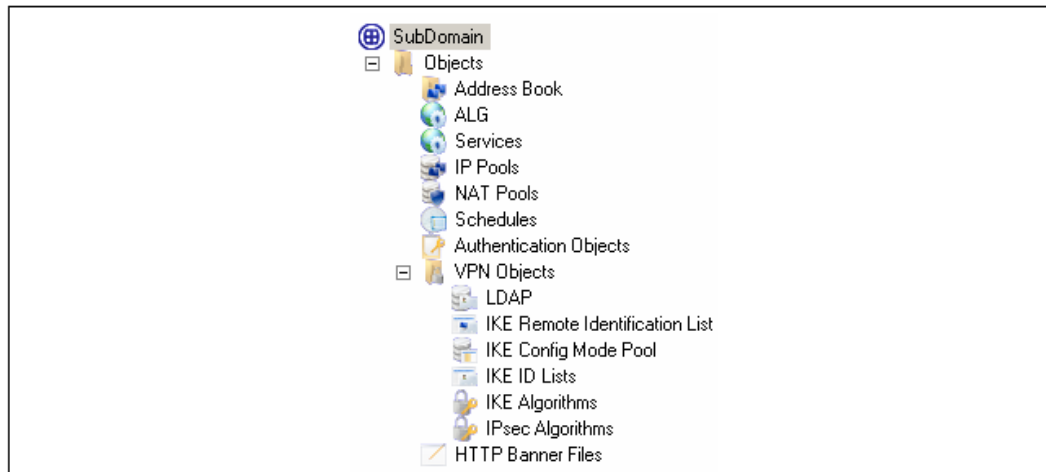 SubDomain
Objects
Address Book
ALG
Services
IP Pools
NAT Pools
Schedules
Authentication Objects
VPN Objects
LDAP
IKE Remote Identification List
IKE Config Mode Pool
IKE ID Lists
IKE Algorithms
IPsec Algorithms
HTTP Banner Files